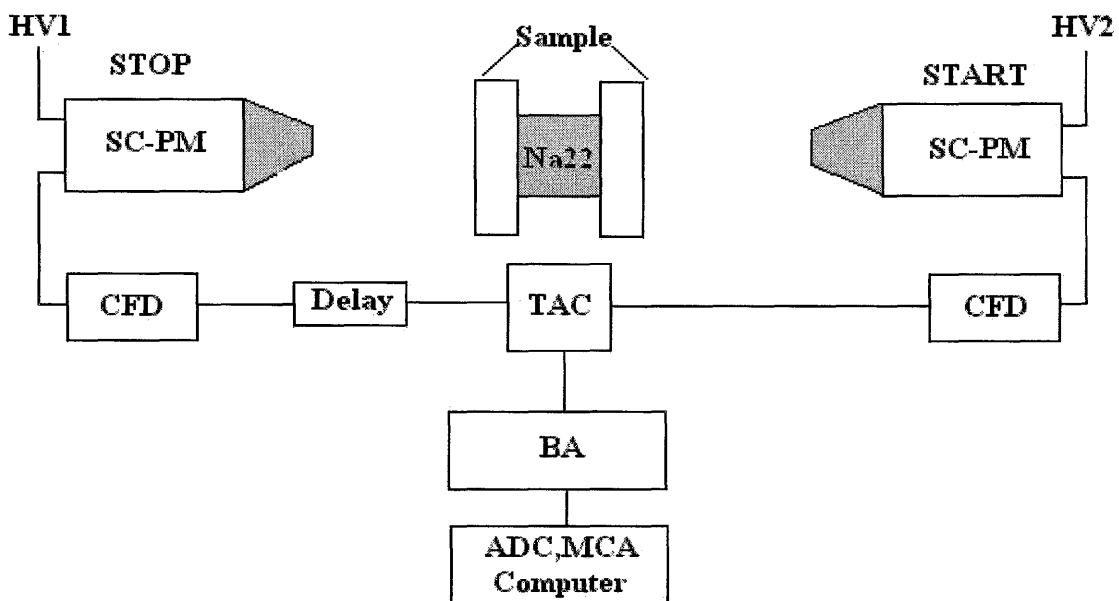 HV1
HV2
Sample
STOP
START
SC-PM
Na22
SC-PM
CFD
Delay
TAC
CFD
BA
ADC,MCA
Computer